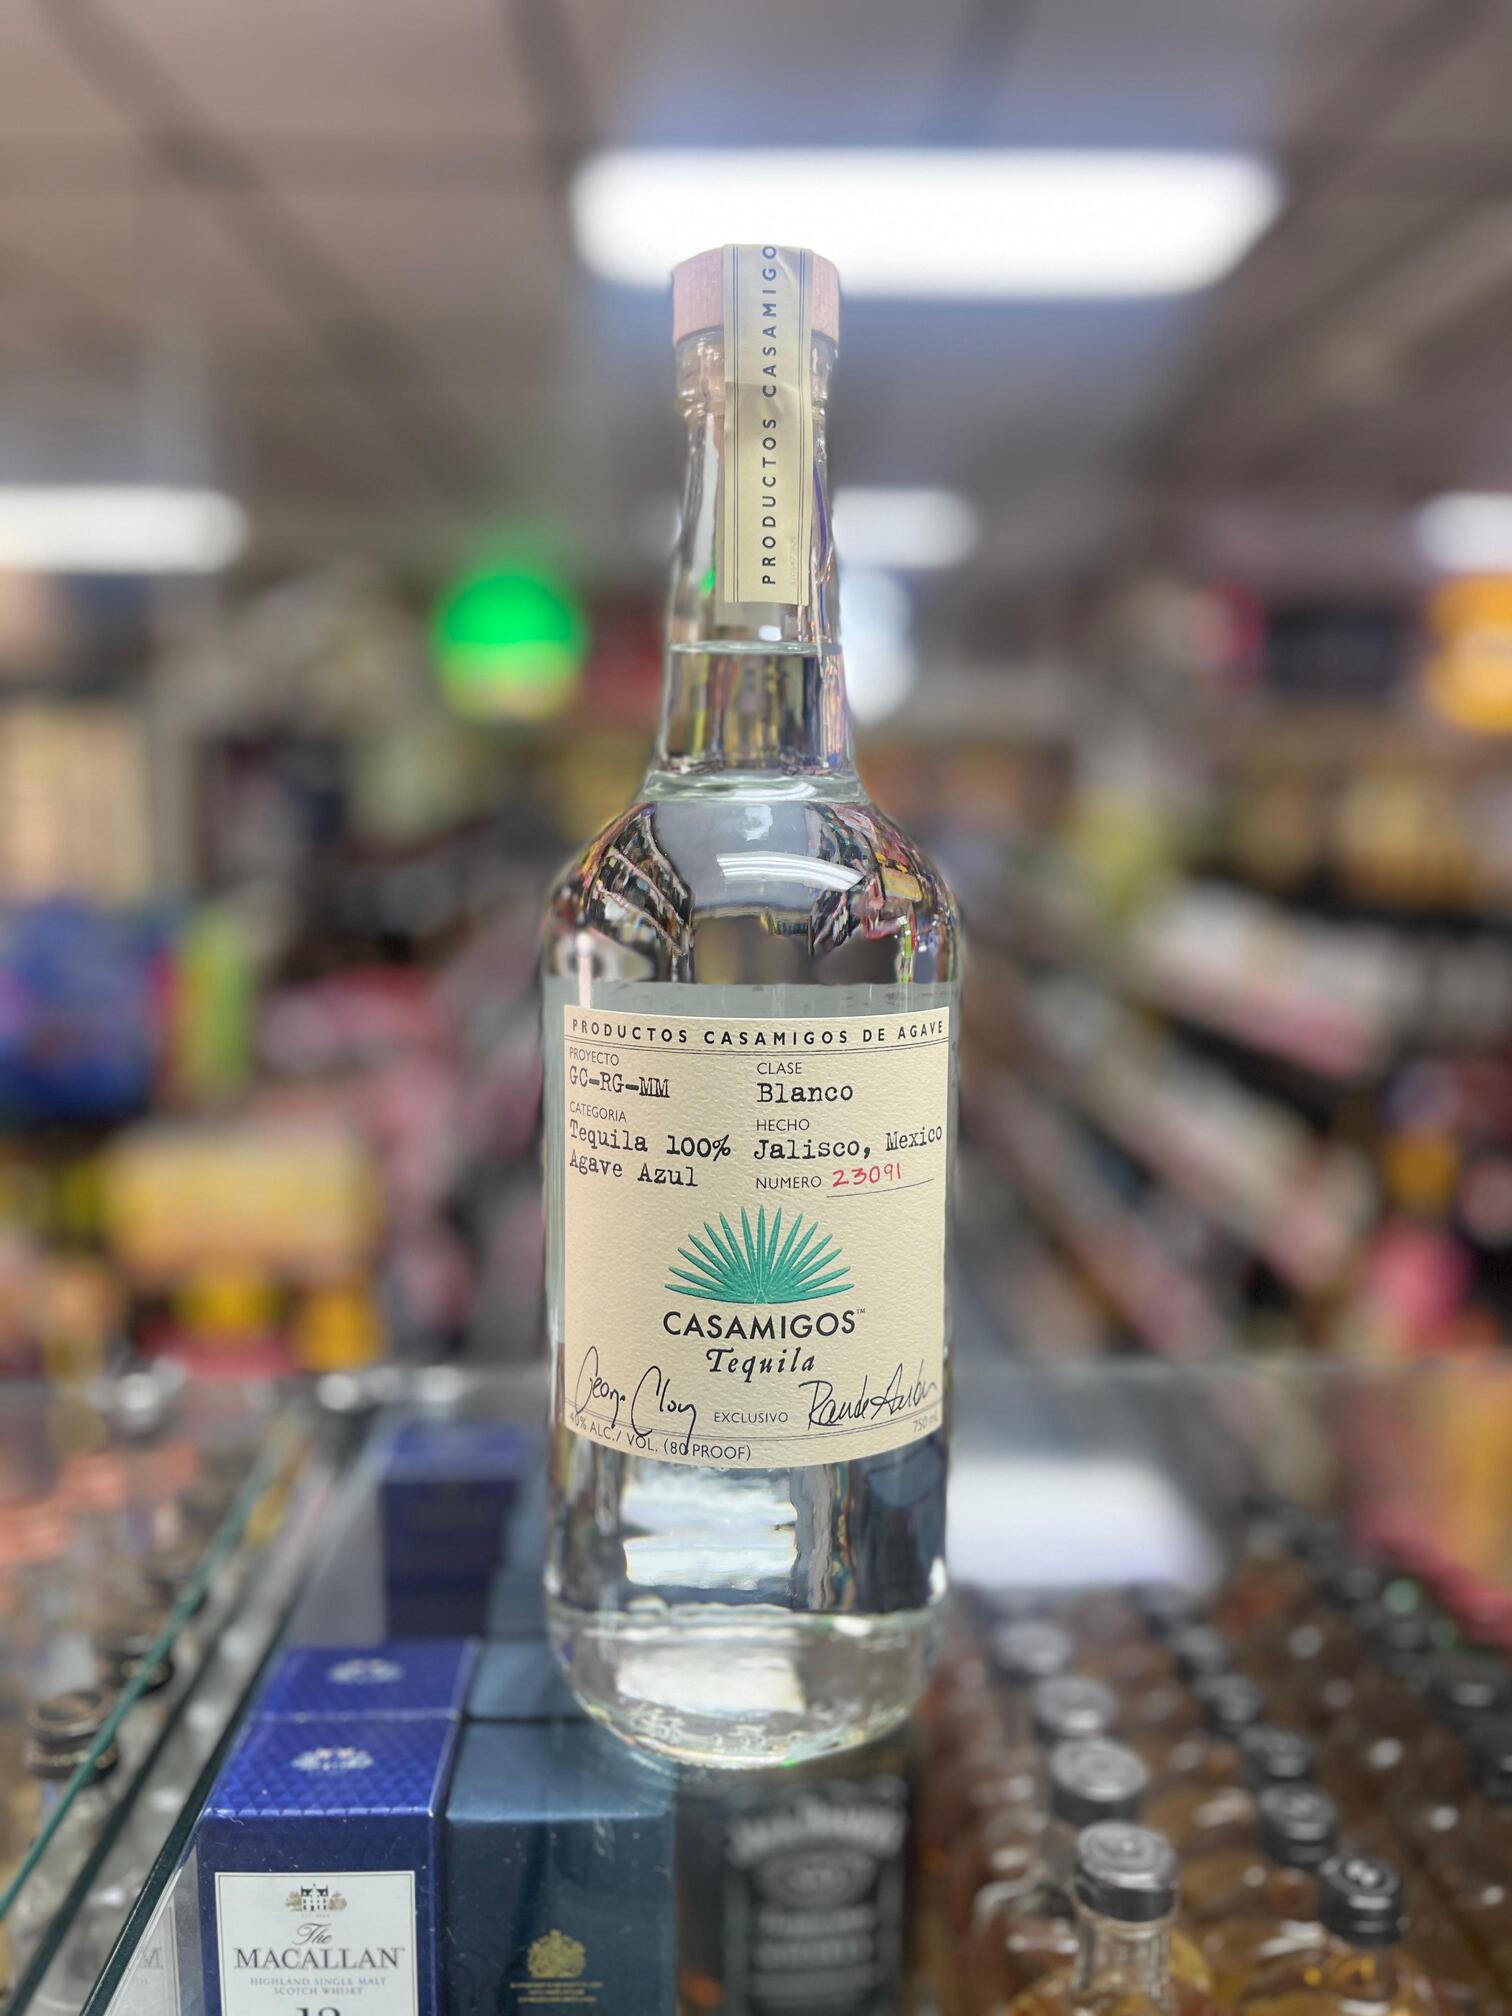 PRODUCTOS CASAMIGO
PRODUCTOS CASAMIGOS DE AGAVE
PROYECTO
GC-RG-MM
CLASE
Blanco
CATEGORIA
Tequila 100%
Agave Azul
HECHO
Jalisco, Mexico
NUMERO 23091
CASAMIGOS™
Tequila
EXCLUSIVO
40% ALC./ VOL. (80 PROOF)
750 mL
The
MACALLAN
HIGHLAND SINGLE MALT
SCOTCH WHISKY
12